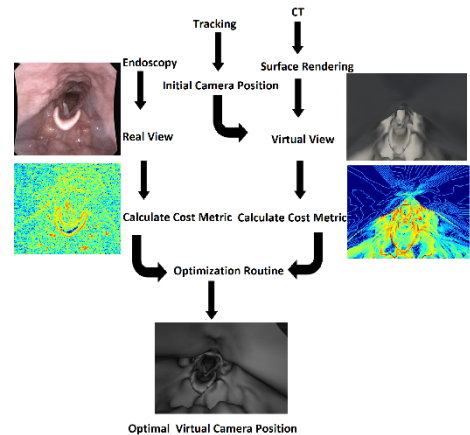 CT
Tracking
Endoscopy
Surface Rendering
Initial Camera Position
Real View
Virtual View
Calculate Cost Metric
Calculate Cost Metric
Optimization Routine
Optimal Virtual Camera Position